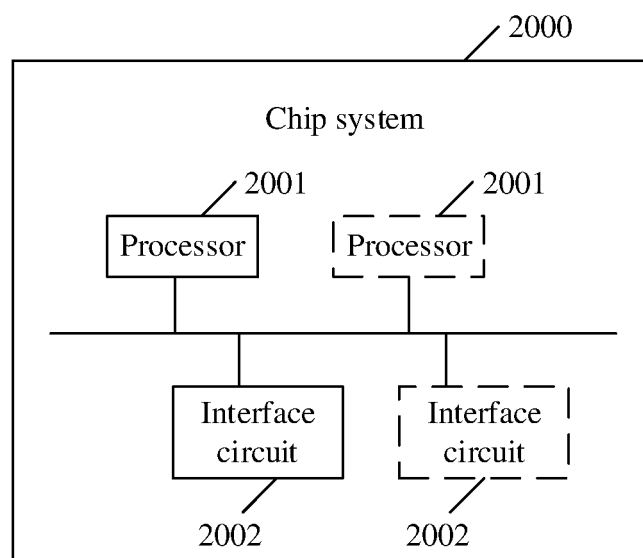 2000
Chip system
2001
2001
Processor
Processor
Interface
circuit
Interface
circuit
2002
2002